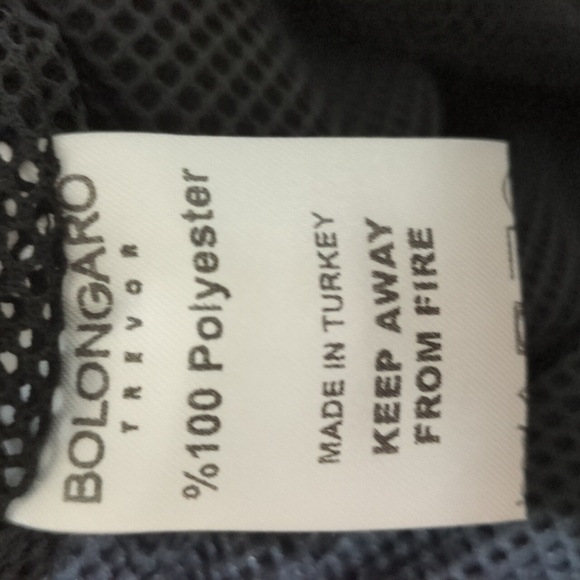 BOLONGARO
TREVOR
%100 Polyester
MADE IN TURKEY
KEEP AWAY
FROM FIRE